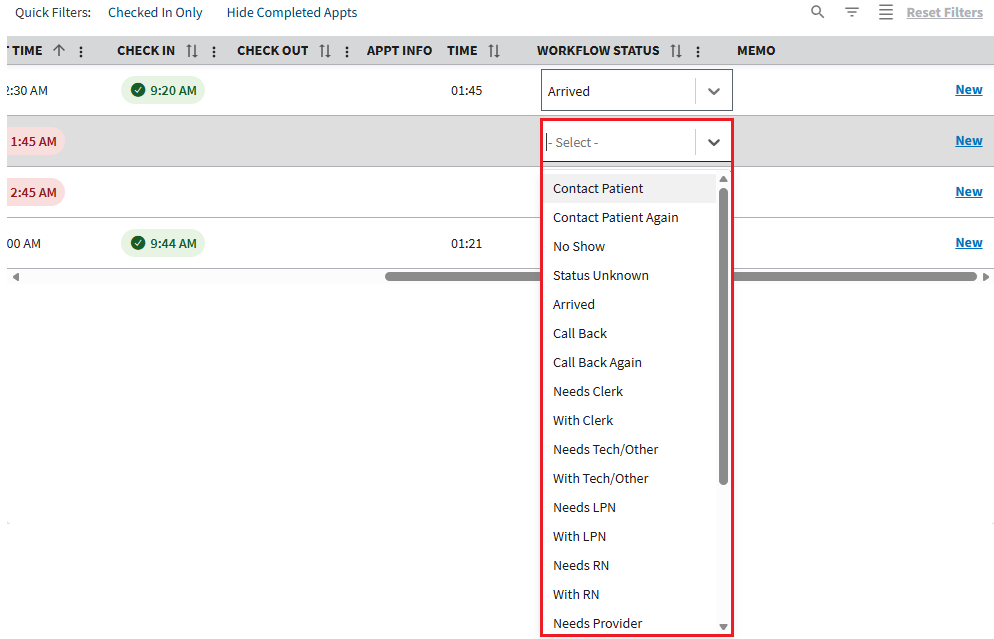 Quick Filters: Checked In Only Hide Completed Appts Reset Filters
TIME CHECK IN CHECK OUT APPT INFO TIME WORKFLOW STATUS MEMO
:30 AM 9:20 AM 01:45 Arrived New
1:45 AM - Select - New
2:45 AM New
00 AM 9:44 AM 01:21 New
Contact Patient
Contact Patient Again
No Show
Status Unknown
Arrived
Call Back
Call Back Again
Needs Clerk
With Clerk
Needs Tech/Other
With Tech/Other
Needs LPN
With LPN
Needs RN
With RN
Needs Provider